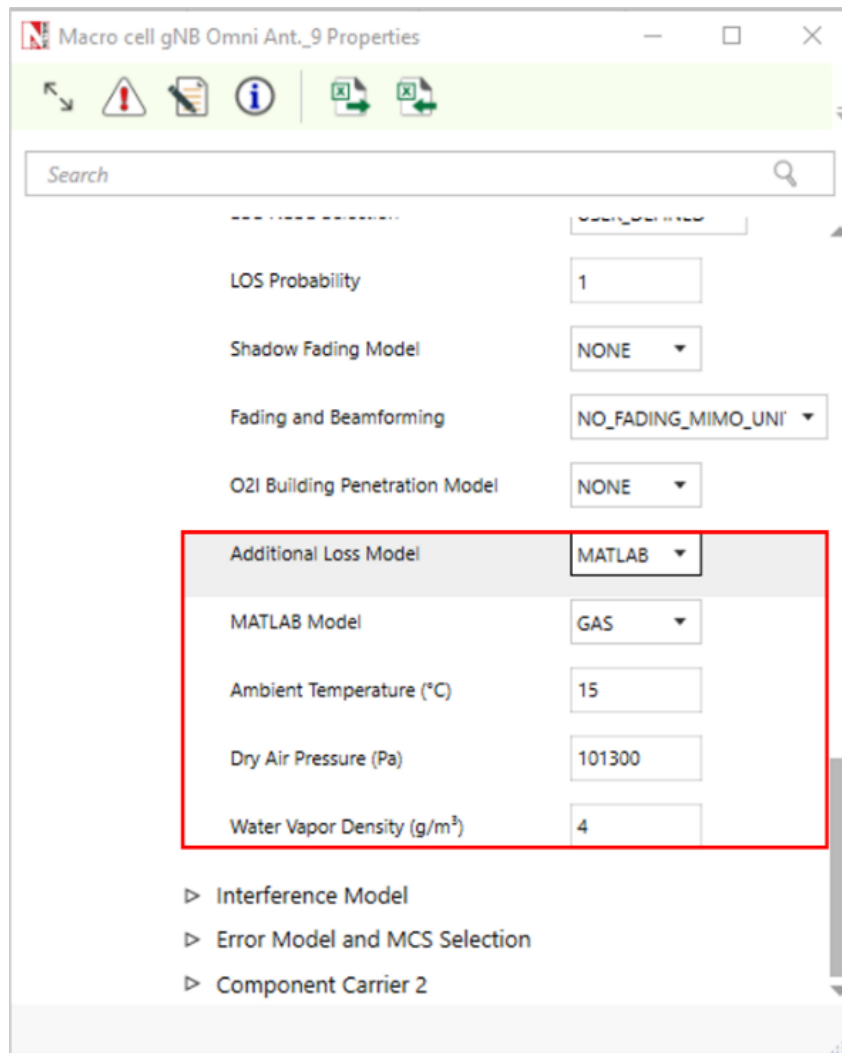 Macro cell gNB Omni Ant._9 Properties
Search
LOS Probability 1
Shadow Fading Model NONE
Fading and Beamforming NO_FADING_MIMO_UNI
O2I Building Penetration Model NONE
Additional Loss Model MATLAB
MATLAB Model GAS
Ambient Temperature (°C) 15
Dry Air Pressure (Pa) 101300
Water Vapor Density (g/m³) 4
Interference Model
Error Model and MCS Selection
Component Carrier 2